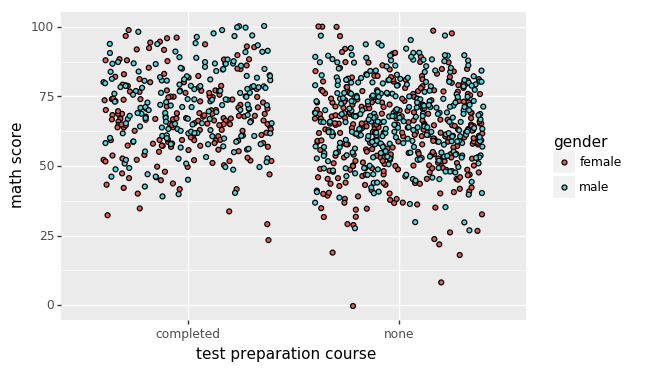 100
75
50
25
0
math score
completed
none
test preparation course
gender
female
male